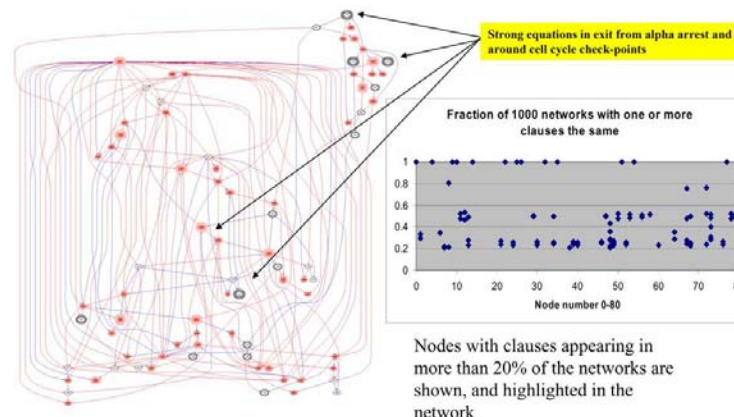 Strong equations in exit from alpha arrest and
around cell cycle check-points
Fraction of 1000 networks with one or more
clauses the same
1
0.8
0.6
0.4
0.2
0
0 10 20 30 40 50 60 70 8
Node number 0-80
Nodes with clauses appearing in
more than 20% of the networks are
shown, and highlighted in the
network